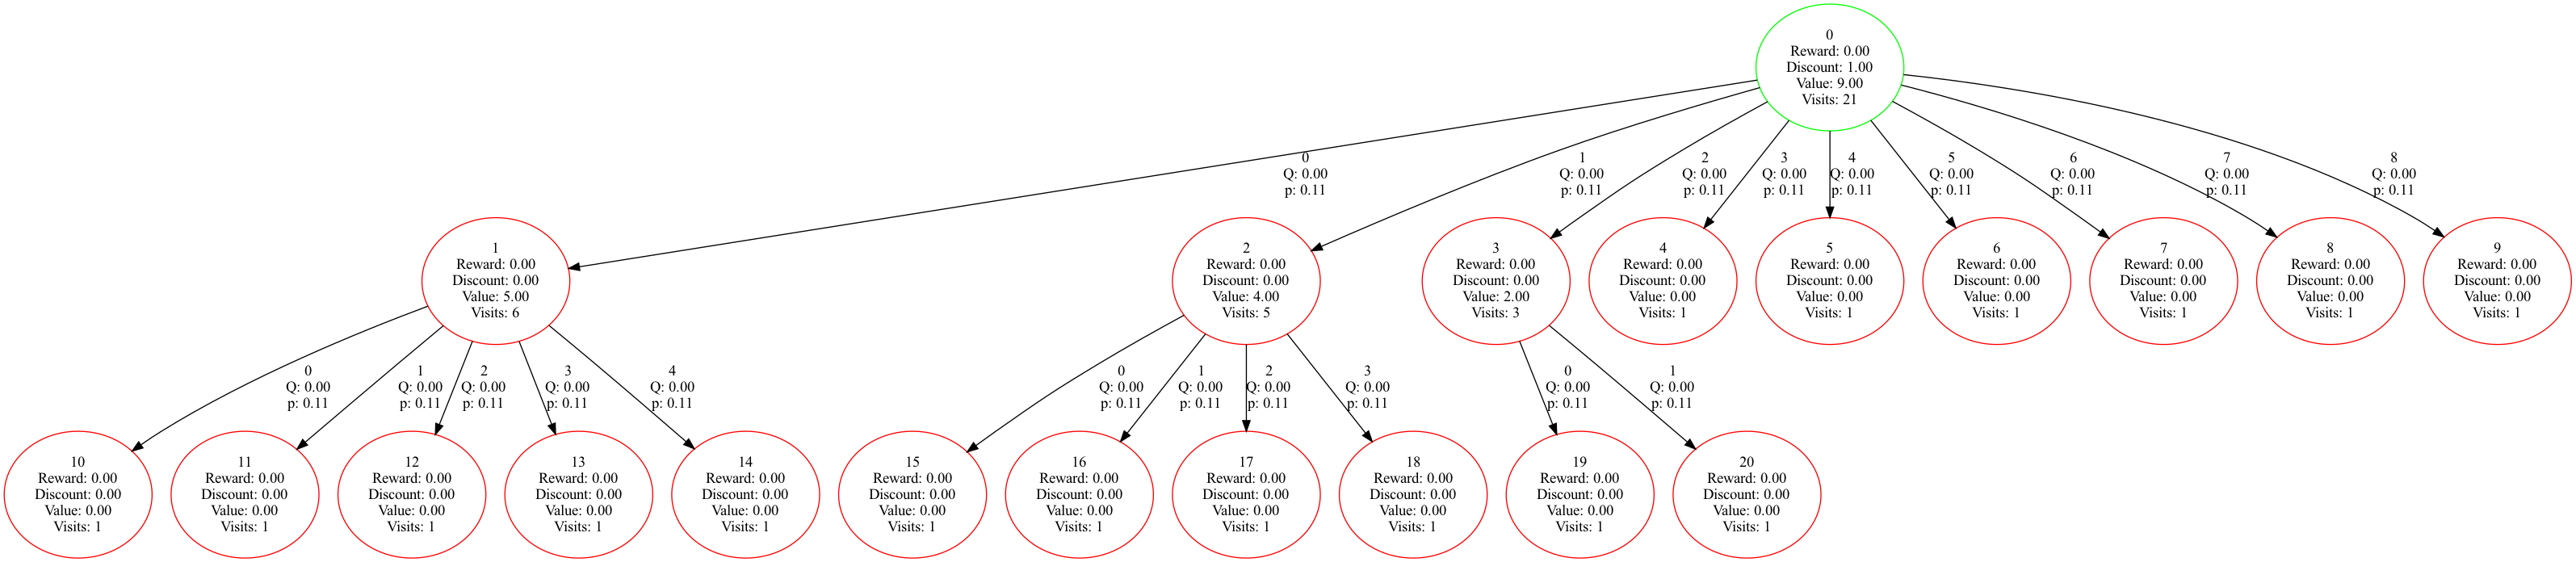 0
Reward: 0.00
Discount: 1.00
Value: 9.00
Visits: 21
0
Q: 0.00
p: 0.11
1
Q: 0.00
p: 0.11
2
Q: 0.00
p: 0.11
3
Q: 0.00
p: 0.11
4
Q: 0.00
p: 0.11
5
Q: 0.00
p: 0.11
6
Q: 0.00
p: 0.11
7
Q: 0.00
p: 0.11
8
Q: 0.00
p: 0.11
1
Reward: 0.00
Discount: 0.00
Value: 5.00
Visits: 6
2
Reward: 0.00
Discount: 0.00
Value: 4.00
Visits: 5
3
Reward: 0.00
Discount: 0.00
Value: 2.00
Visits: 3
4
Reward: 0.00
Discount: 0.00
Value: 0.00
Visits: 1
5
Reward: 0.00
Discount: 0.00
Value: 0.00
Visits: 1
6
Reward: 0.00
Discount: 0.00
Value: 0.00
Visits: 1
7
Reward: 0.00
Discount: 0.00
Value: 0.00
Visits: 1
8
Reward: 0.00
Discount: 0.00
Value: 0.00
Visits: 1
9
Reward: 0.00
Discount: 0.00
Value: 0.00
Visits: 1
0
Q: 0.00
p: 0.11
1
Q: 0.00
p: 0.11
2
Q: 0.00
p: 0.11
3
Q: 0.00
p: 0.11
4
Q: 0.00
p: 0.11
0
Q: 0.00
p: 0.11
1
Q: 0.00
p: 0.11
2
Q: 0.00
p: 0.11
3
Q: 0.00
p: 0.11
0
Q: 0.00
p: 0.11
1
Q: 0.00
p: 0.11
10
Reward: 0.00
Discount: 0.00
Value: 0.00
Visits: 1
11
Reward: 0.00
Discount: 0.00
Value: 0.00
Visits: 1
12
Reward: 0.00
Discount: 0.00
Value: 0.00
Visits: 1
13
Reward: 0.00
Discount: 0.00
Value: 0.00
Visits: 1
14
Reward: 0.00
Discount: 0.00
Value: 0.00
Visits: 1
15
Reward: 0.00
Discount: 0.00
Value: 0.00
Visits: 1
16
Reward: 0.00
Discount: 0.00
Value: 0.00
Visits: 1
17
Reward: 0.00
Discount: 0.00
Value: 0.00
Visits: 1
18
Reward: 0.00
Discount: 0.00
Value: 0.00
Visits: 1
19
Reward: 0.00
Discount: 0.00
Value: 0.00
Visits: 1
20
Reward: 0.00
Discount: 0.00
Value: 0.00
Visits: 1